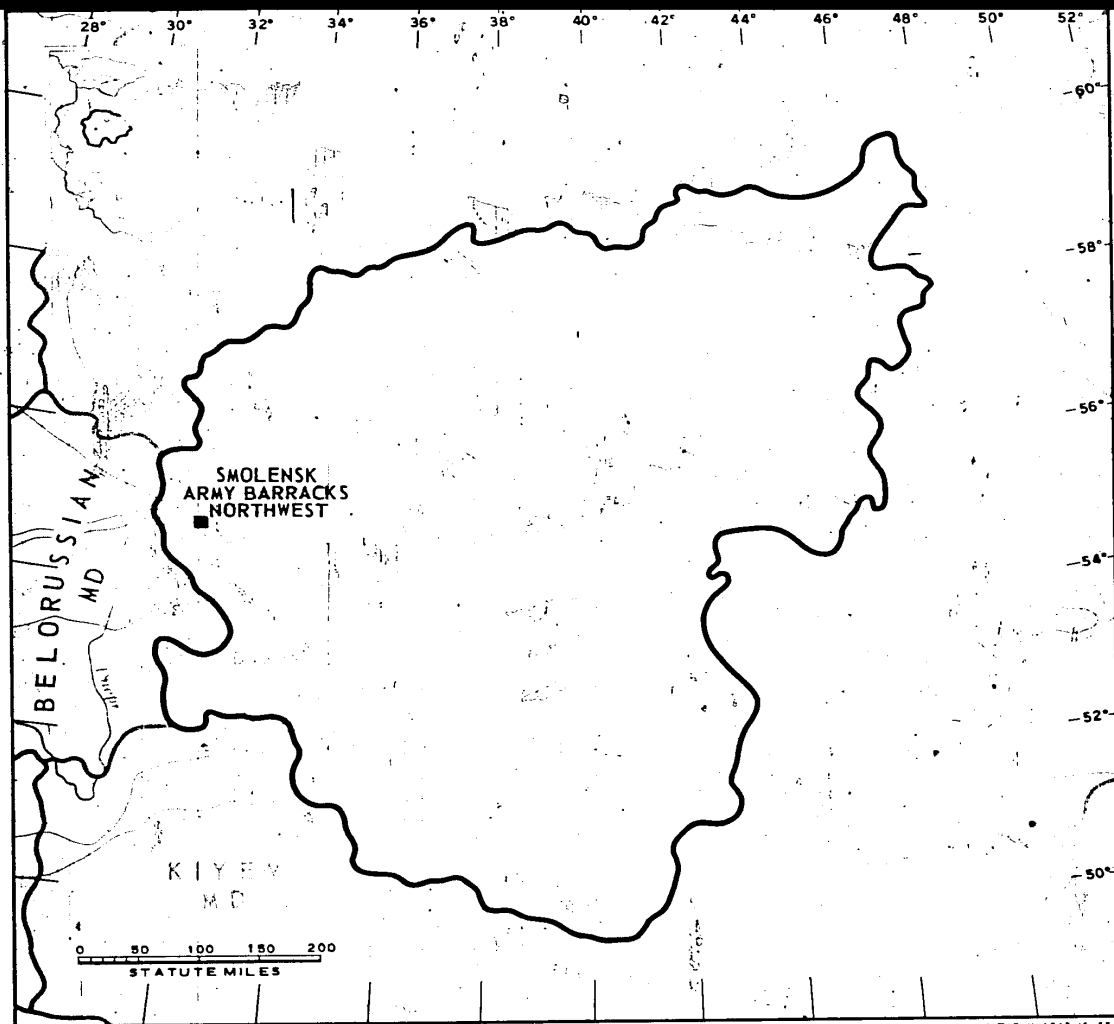 28° 30° 32° 34° 36° 38° 40° 42° 44° 46° 48° 50° 52°
60°
58°
56°
SMOLENSK
ARMY BARRACKS
NORTHWEST
54°
BELORUSSIAN
MD
52°
50°
KIYEV
MD
0 50 100 150 200
STATUTE MILES